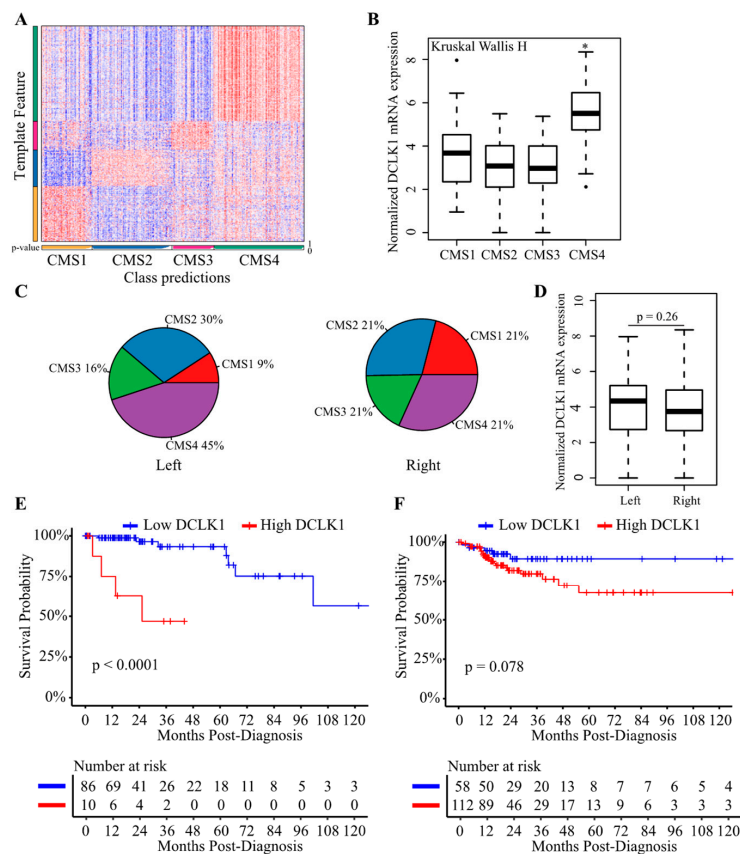 A
Template Feature
p-value
1
0
CMS1 CMS2 CMS3 CMS4
Class predictions
B
Kruskal Wallis H
*
Normalized DCLK1 mRNA expression
8
6
4
2
0
CMS1 CMS2 CMS3 CMS4
C
CMS2 30%
CMS3 16%
CMS1 9%
CMS4 45%
Left
CMS2 21%
CMS1 21%
CMS3 21%
CMS4 21%
Right
D
Normalized DCLK1 mRNA expression
10
8
6
4
2
0
p = 0.26
Left Right
E
Low DCLK1 High DCLK1
Survival Probability
100%
75%
50%
25%
0%
p < 0.0001
0 12 24 36 48 60 72 84 96 108 120
Months Post-Diagnosis
Number at risk
86 69 41 26 22 18 11 8 5 3 3
10 6 4 2 0 0 0 0 0 0 0
0 12 24 36 48 60 72 84 96 108 120
Months Post-Diagnosis
F
Low DCLK1 High DCLK1
Survival Probability
100%
75%
50%
25%
0%
p = 0.078
0 12 24 36 48 60 72 84 96 108 120
Months Post-Diagnosis
Number at risk
58 50 29 20 13 8 7 7 6 5 4
112 89 46 29 17 13 9 6 3 3 3
0 12 24 36 48 60 72 84 96 108 120
Months Post-Diagnosis